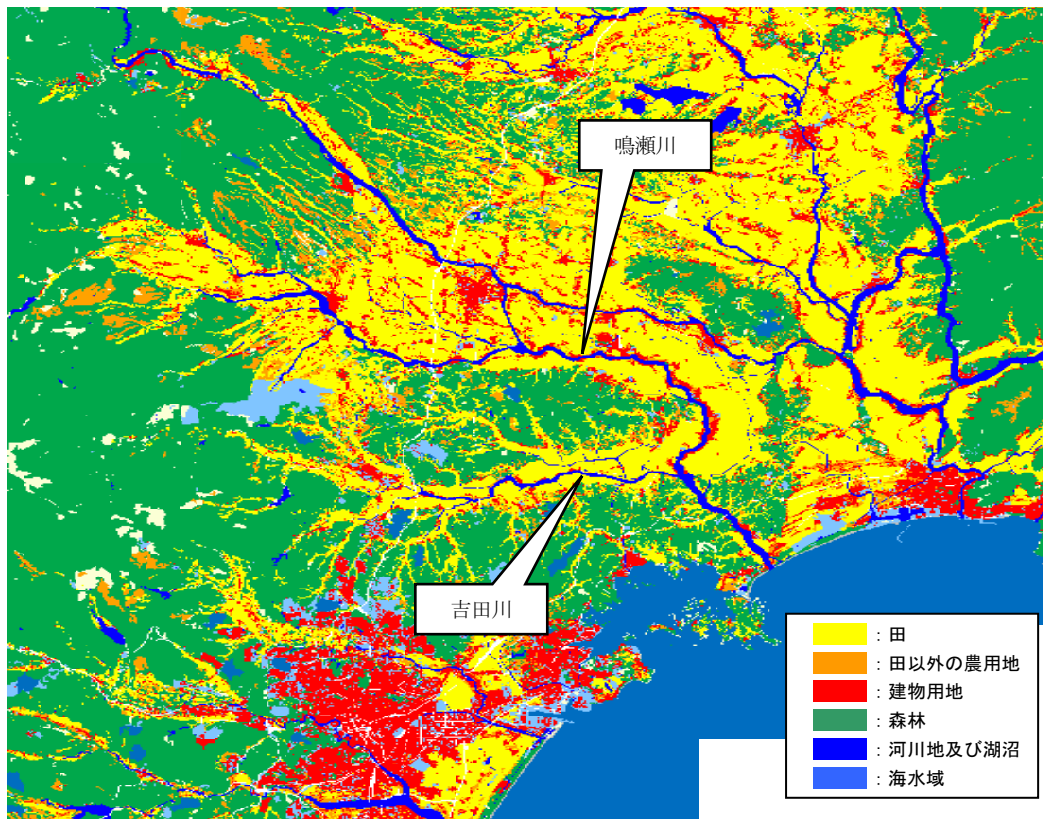 鳴瀬川
吉田川
：田
：田以外の農用地
：建物用地
：森林
：河川地及び湖沼
：海水域